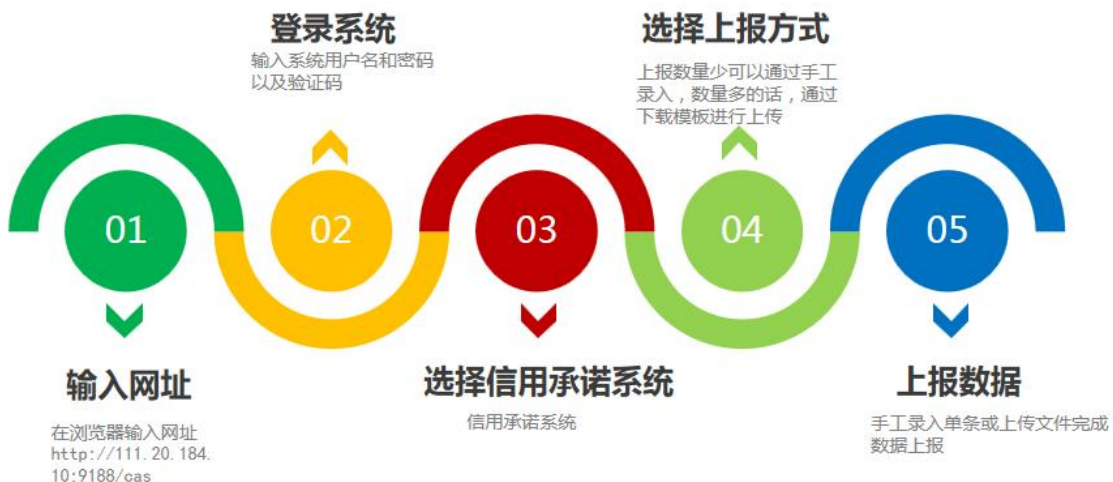 01
输入网址
在浏览器输入网址
http://111.20.184.
10:9188/cas
登录系统
输入系统用户名和密码
以及验证码
02
03
选择信用承诺系统
信用承诺系统
选择上报方式
上报数量少可以通过手工
录入，数量多的话，通过
下载模板进行上传
04
05
上报数据
手工录入单条或上传文件完成
数据上报